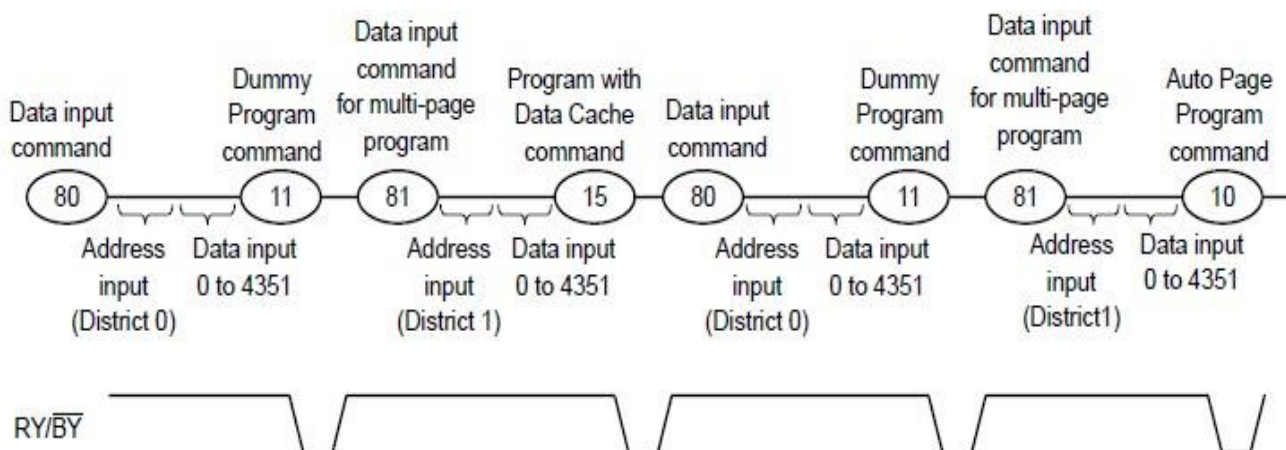 Data input
command
Dummy
Program
command
Data input
command
for multi-page
program
Program with
Data Cache
command
Data input
command
Dummy
Program
command
Data input
command
for multi-page
program
Auto Page
Program
command
80
11
81
15
80
11
81
10
Address
input
(District 0)
Data input
0 to 4351
Address
input
(District 1)
Data input
0 to 4351
Address
input
(District 0)
Data input
0 to 4351
Address
input
(District1)
Data input
0 to 4351
RY/B̅Y̅